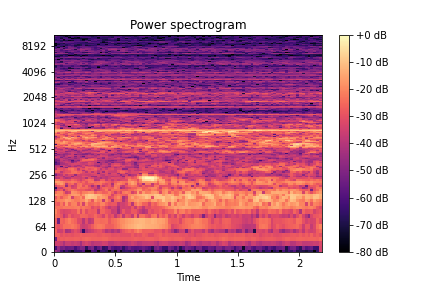 Power spectrogram
8192
4096
2048
1024
512
256
128
64
0
Hz
0
0.5
1
1.5
2
Time
+0 dB
-10 dB
-20 dB
-30 dB
-40 dB
-50 dB
-60 dB
-70 dB
-80 dB